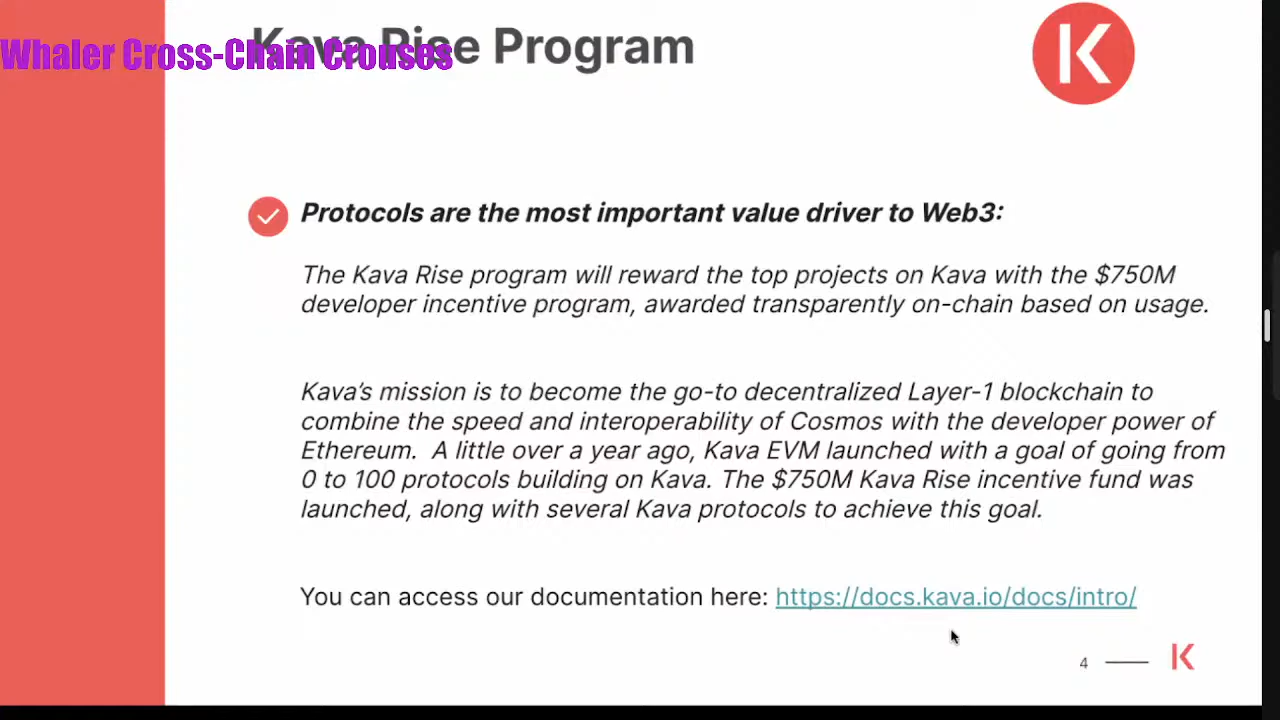 Kava Rise Program
Whaler Cross-Chain Crouses
Protocols are the most important value driver to Web3:
The Kava Rise program will reward the top projects on Kava with the $750M
developer incentive program, awarded transparently on-chain based on usage.
Kava's mission is to become the go-to decentralized Layer-1 blockchain to
combine the speed and interoperability of Cosmos with the developer power of
Ethereum.  A little over a year ago, Kava EVM launched with a goal of going from
0 to 100 protocols building on Kava. The $750M Kava Rise incentive fund was
launched, along with several Kava protocols to achieve this goal.
You can access our documentation here: https://docs.kava.io/docs/intro/
4